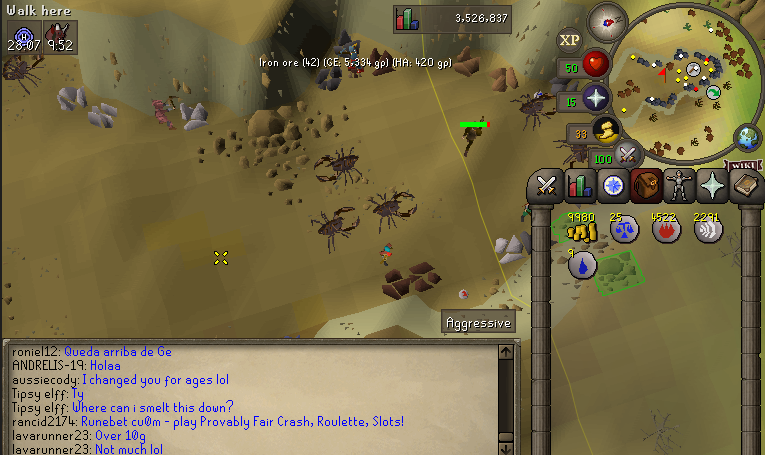 Walk here
3,526,837
28-07 9:52
XP
Iron ore (42) (GE: 5,334 gp) (HA: 420 gp)
50
15
33
100
WIKI
9980 25 4522 2291
9
Aggressive
roniel12: Queda arriba de Ge
ANDRELIS-19: Holaa
aussiecody: I changed you for ages lol
Tipsy elff: Ty
Tipsy elff: Where can i smelt this down?
rancid2174: Runebet cu0m - play Provably Fair Crash, Roulette, Slots!
lavarunner23: Over 10g
lavarunner23: Not much lol